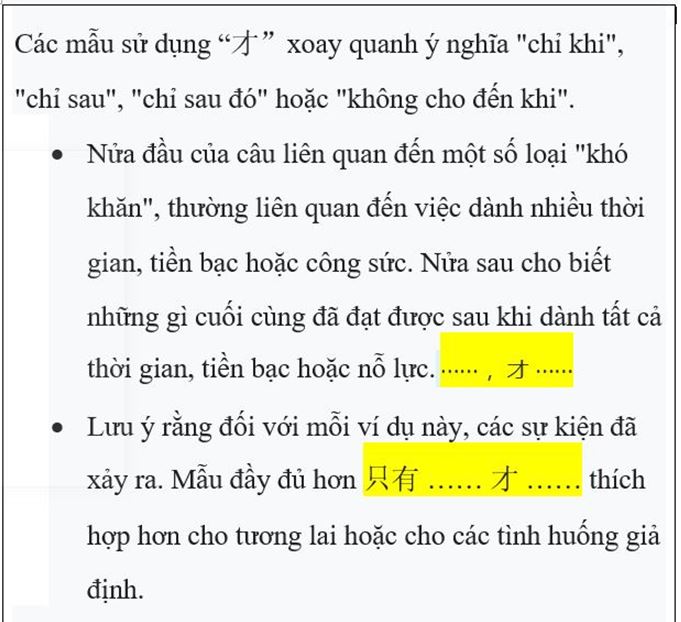 Các mẫu sử dụng “才” xoay quanh ý nghĩa "chỉ khi",
"chỉ sau", "chỉ sau đó" hoặc "không cho đến khi".
• Nửa đầu của câu liên quan đến một số loại "khó
khăn", thường liên quan đến việc dành nhiều thời
gian, tiền bạc hoặc công sức. Nửa sau cho biết
những gì cuối cùng đã đạt được sau khi dành tất cả
thời gian, tiền bạc hoặc nỗ lực. ……，才 ……
• Lưu ý rằng đối với mỗi ví dụ này, các sự kiện đã
xảy ra. Mẫu đầy đủ hơn 只有 …… 才 …… thích
hợp hơn cho tương lai hoặc cho các tình huống giả
định.